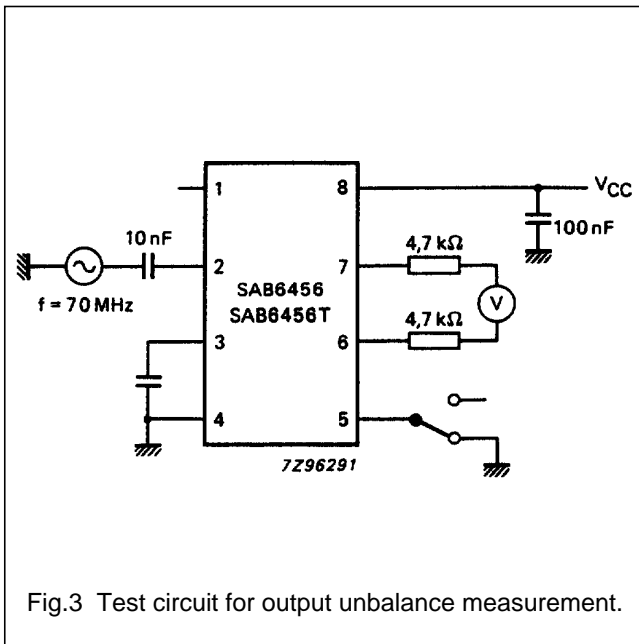 1 8 VCC
10 nF 100 nF
4,7 kΩ
2 7
SAB6456 V
f = 70 MHz SAB6456T 4,7 kΩ
3 6
4 5
7Z96291
Fig.3 Test circuit for output unbalance measurement.